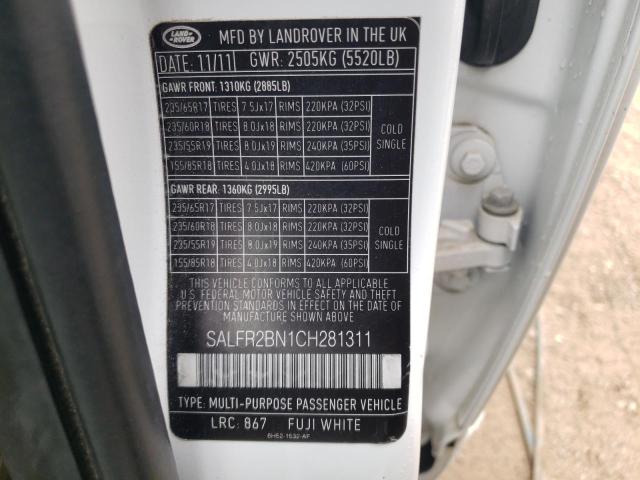 LAND ROVER
MFD BY LANDROVER IN THE UK
DATE: 11/11 GWR: 2505KG (5520LB)
GAWR FRONT: 1310KG (2885LB)
235/65R17 TIRES 7.5Jx17 RIMS 220KPA (32PSI)
235/60R18 TIRES 8.0Jx18 RIMS 220KPA (32PSI)
235/55R19 TIRES 8.0Jx19 RIMS 240KPA (35PSI)
155/85R18 TIRES 4.0Jx18 RIMS 420KPA (60PSI)
COLD
SINGLE
GAWR REAR: 1360KG (2995LB)
235/65R17 TIRES 7.5Jx17 RIMS 220KPA (32PSI)
235/60R18 TIRES 8.0Jx18 RIMS 220KPA (32PSI)
235/55R19 TIRES 8.0Jx19 RIMS 240KPA (35PSI)
155/85R18 TIRES 4.0Jx18 RIMS 420KPA (60PSI)
COLD
SINGLE
THIS VEHICLE CONFORMS TO ALL APPLICABLE
U.S. FEDERAL MOTOR VEHICLE SAFETY AND THEFT
PREVENTION STANDARDS IN EFFECT ON THE DATE OF
MANUFACTURE SHOWN ABOVE
SALFR2BN1CH281311
TYPE: MULTI-PURPOSE PASSENGER VEHICLE
LRC: 867 FUJI WHITE
6H52-1532-AF